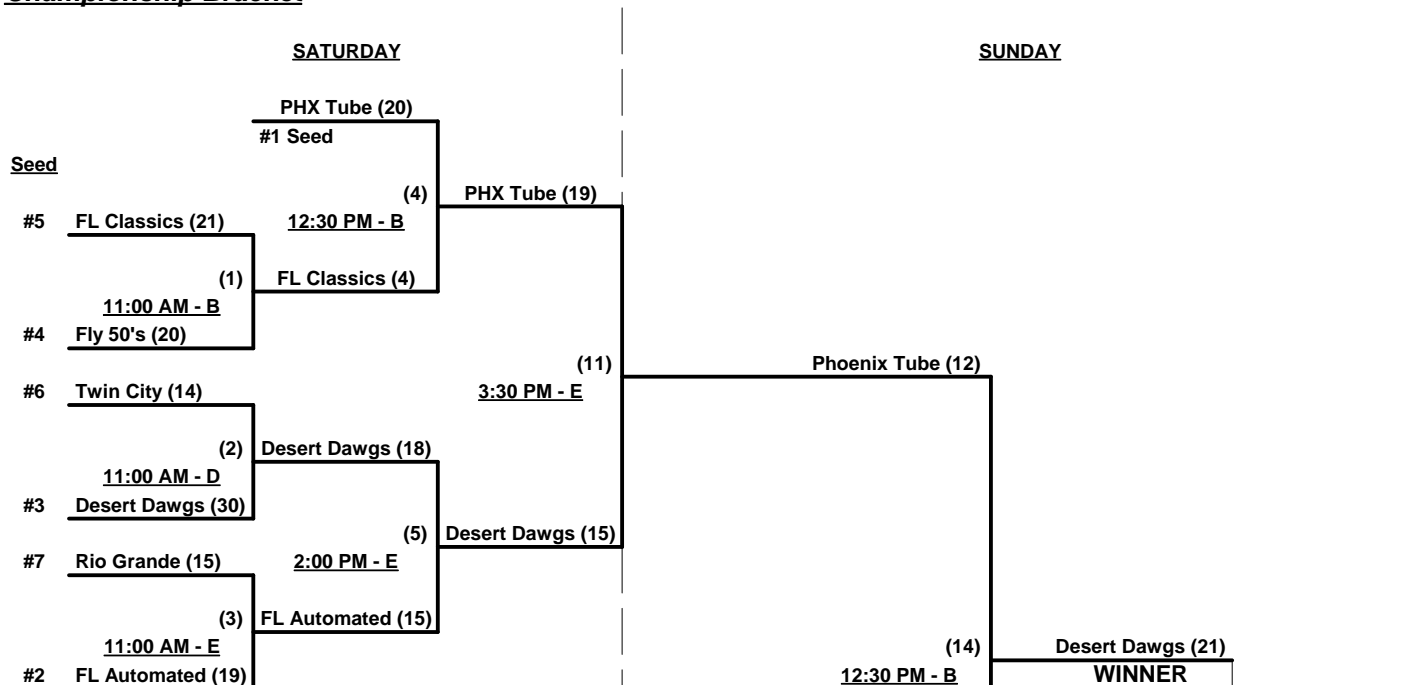 Championship Bracket
SATURDAY
SUNDAY
PHX Tube (20)
#1 Seed
Seed
(4)
PHX Tube (19)
#5
FL Classics (21)
12:30 PM - B
(1)
FL Classics (4)
11:00 AM - B
#4
Fly 50's (20)
(11)
Phoenix Tube (12)
#6
Twin City (14)
3:30 PM - E
(2)
Desert Dawgs (18)
11:00 AM - D
#3
Desert Dawgs (30)
(5)
Desert Dawgs (15)
#7
Rio Grande (15)
2:00 PM - E
(3)
FL Automated (15)
11:00 AM - E
(14)
Desert Dawgs (21)
#2
FL Automated (19)
12:30 PM - B
WINNER